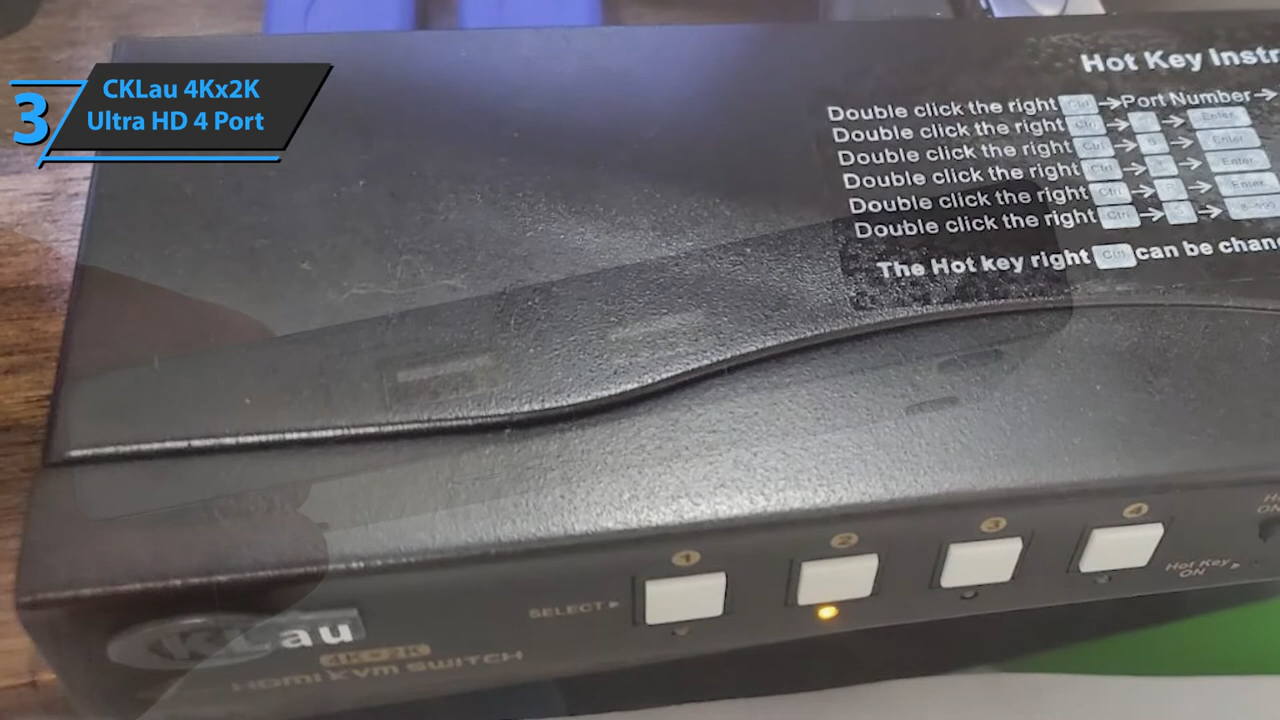 3
CKLau 4Kx2K
Ultra HD 4 Port
Hot Key Instr
Double click the right Ctrl → Port Number →
Double click the right Ctrl → → Enter
Double click the right Ctrl → → Enter
Double click the right Ctrl → → Enter
Double click the right Ctrl → R → Enter
Double click the right Ctrl → →
The Hot key right Ctrl can be chan
1 2 3 4
SELECT
Hot Key
ON
ON
CKLau
4K×2K
HDMI KVM SWITCH